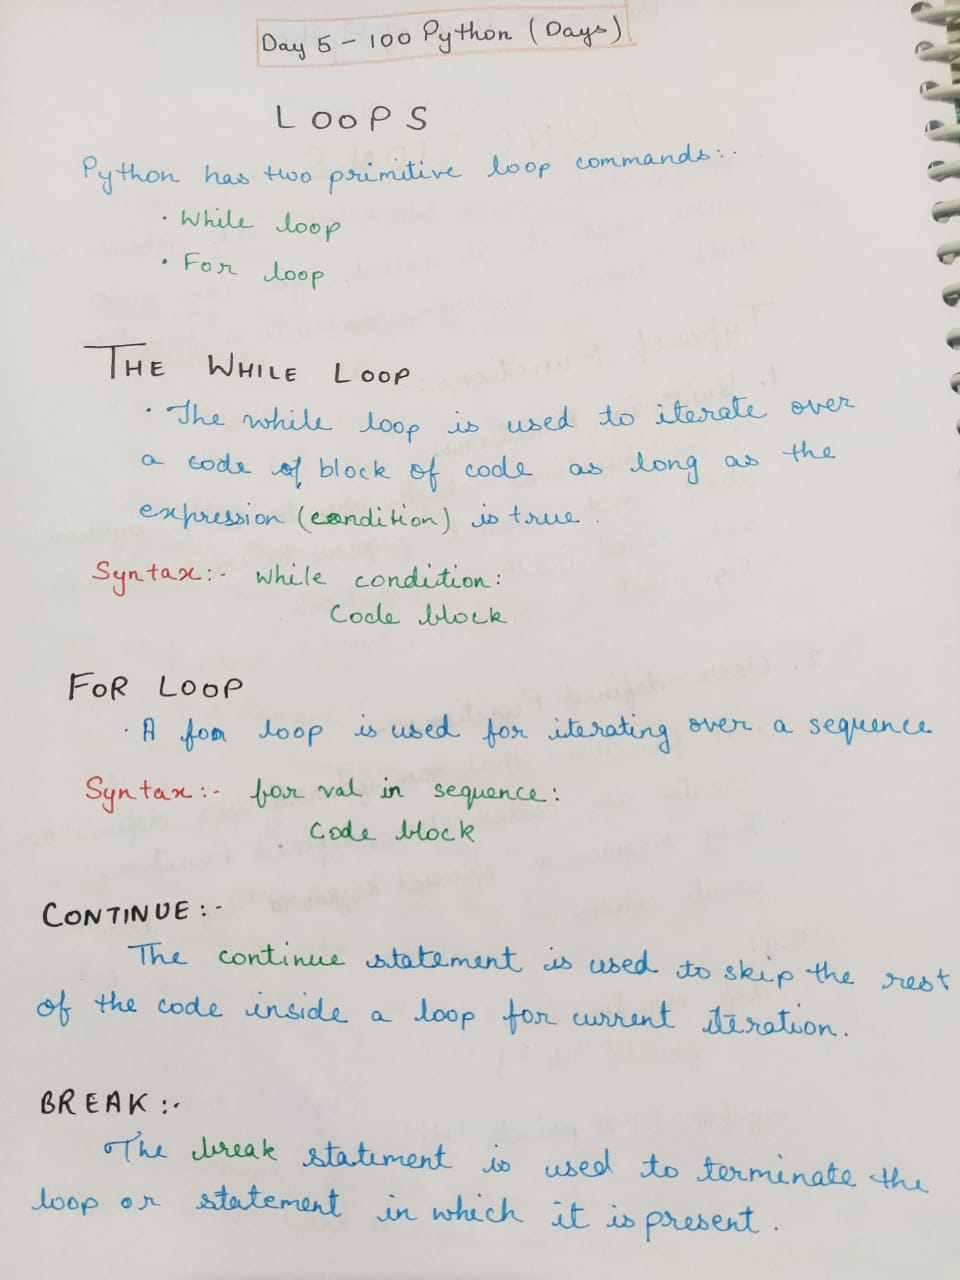 Day 5 - 100 Python (Days)
LOOPS
Python has two primitive loop commands:-
· While loop
· For loop
THE WHILE LOOP
· The while loop is used to iterate over
a code of block of code as long as the
expression (condition) is true.
Syntax:- while condition:
Code block
FOR LOOP
· A for loop is used for iterating over a sequence
Syntax:- for val in sequence:
Code block
CONTINUE:-
The continue statement is used to skip the rest
of the code inside a loop for current iteration.
BREAK:-
The break statement is used to terminate the
loop or statement in which it is present.